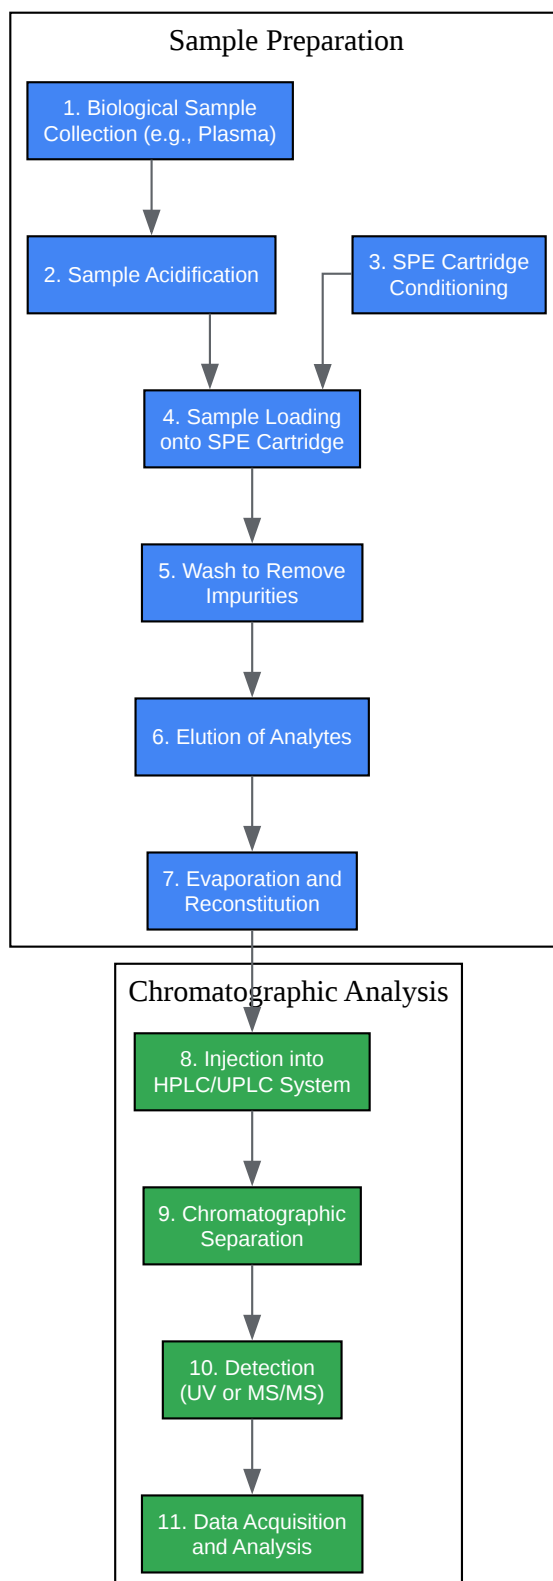 Sample Preparation
1. Biological Sample
Collection (e.g., Plasma)
2. Sample Acidification
3. SPE Cartridge
Conditioning
4. Sample Loading
onto SPE Cartridge
5. Wash to Remove
Impurities
6. Elution of Analytes
7. Evaporation and
Reconstitution
Chromatographic Analysis
8. Injection into
HPLC/UPLC System
9. Chromatographic
Separation
10. Detection
(UV or MS/MS)
11. Data Acquisition
and Analysis